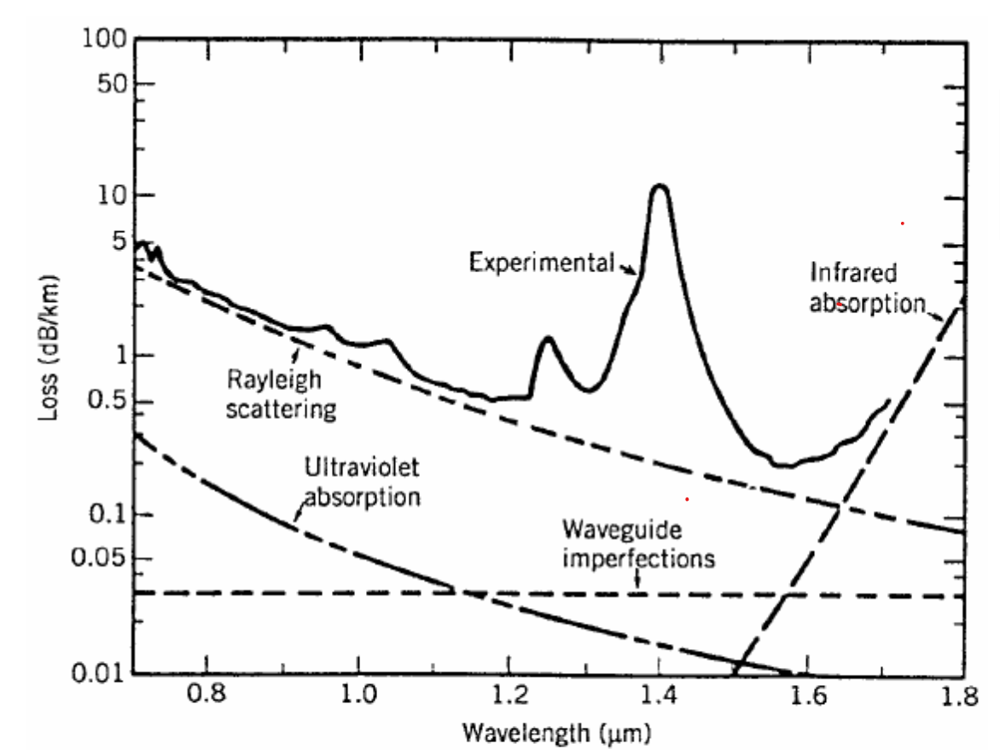 100
50
10
5
1
0.5
0.1
0.05
0.01
Loss (dB/km)
Experimental
Infrared
absorption
Rayleigh
scattering
Ultraviolet
absorption
Waveguide
imperfections
0.8
1.0
1.2
1.4
1.6
1.8
Wavelength (μm)